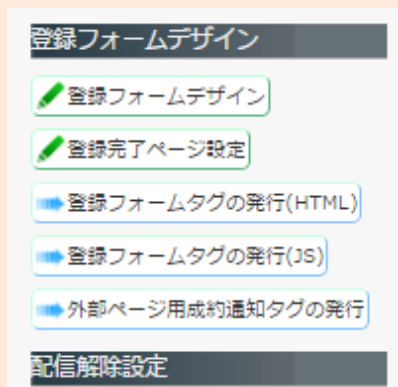 登録フォームデザイン
登録フォームデザイン
登録完了ページ設定
登録フォームタグの発行(HTML)
登録フォームタグの発行(JS)
外部ページ用成約通知タグの発行
配信解除設定